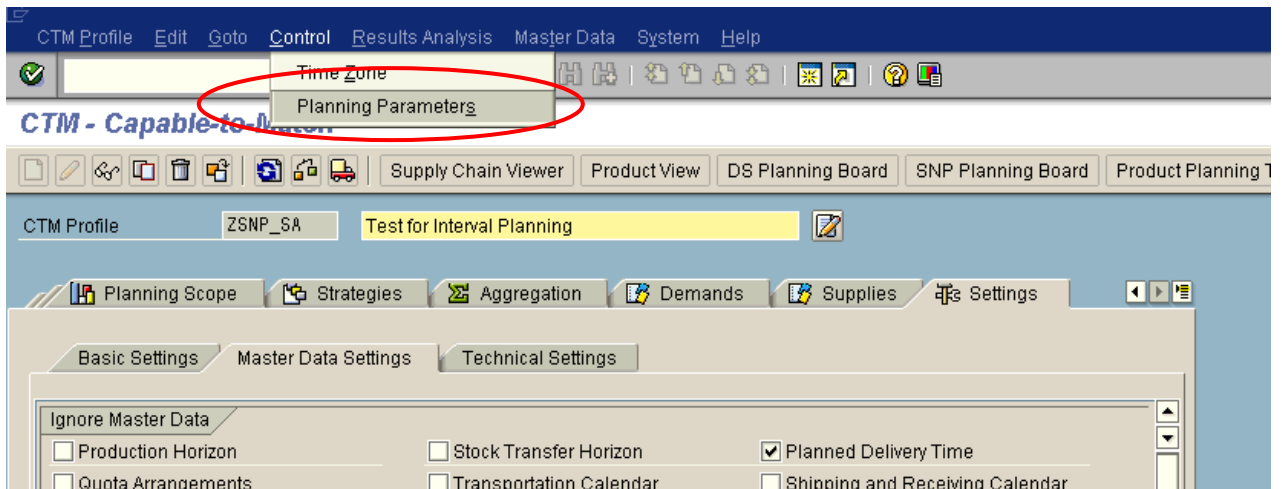 CTM Profile Edit Goto Control Results Analysis Master Data System Help
Time Zone
Planning Parameters
CTM - Capable-to-Match
Supply Chain Viewer Product View DS Planning Board SNP Planning Board Product Planning T
CTM Profile ZSNP_SA Test for Interval Planning
Planning Scope Strategies Aggregation Demands Supplies Settings
Basic Settings Master Data Settings Technical Settings
Ignore Master Data
Production Horizon Stock Transfer Horizon Planned Delivery Time
Quota Arrangements Transportation Calendar Shipping and Receiving Calendar